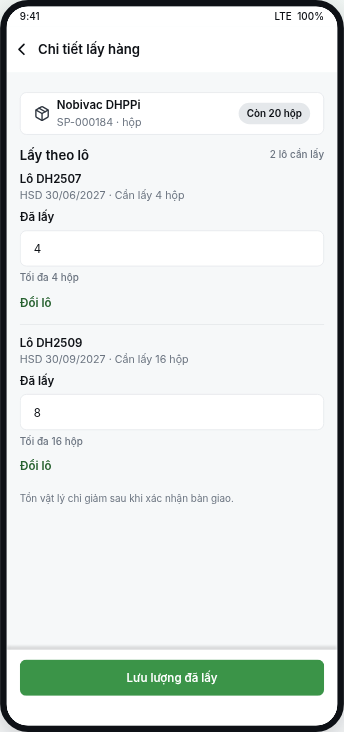 9:41
LTE 100%
Chi tiết lấy hàng
Nobivac DHPPi
SP-000184 · hộp
Còn 20 hộp
Lấy theo lô
2 lô cần lấy
Lô DH2507
HSD 30/06/2027 · Cần lấy 4 hộp
Đã lấy
4
Tối đa 4 hộp
Đổi lô
Lô DH2509
HSD 30/09/2027 · Cần lấy 16 hộp
Đã lấy
8
Tối đa 16 hộp
Đổi lô
Tồn vật lý chỉ giảm sau khi xác nhận bàn giao.
Lưu lượng đã lấy